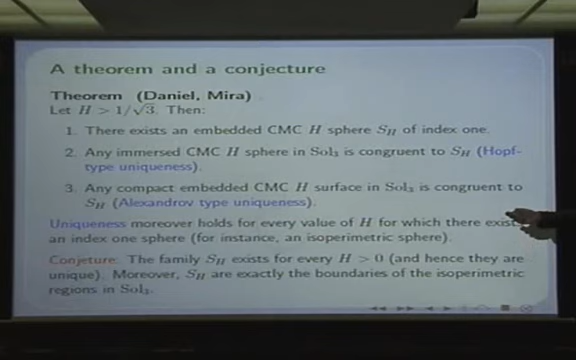 A theorem and a conjecture
Theorem (Daniel, Mira)
Let H > 1/√3. Then:
1. There exists an embedded CMC H sphere S_H of index one.
2. Any immersed CMC H sphere in Sol₃ is congruent to S_H (Hopf-
type uniqueness).
3. Any compact embedded CMC H surface in Sol₃ is congruent to
S_H (Alexandrov type uniqueness).
Uniqueness moreover holds for every value of H for which there exists
an index one sphere (for instance, an isoperimetric sphere).
Conjeture: The family S_H exists for every H > 0 (and hence they are
unique). Moreover, S_H are exactly the boundaries of the isoperimetric
regions in Sol₃.